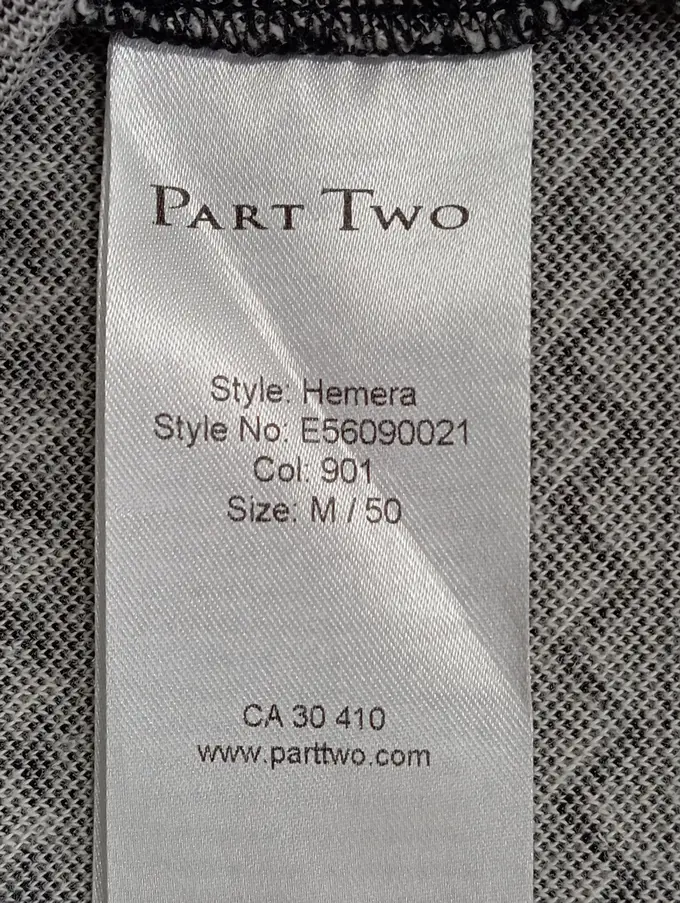 PART TWO
Style: Hemera
Style No: E56090021
Col: 901
Size: M / 50
CA 30 410
www.parttwo.com